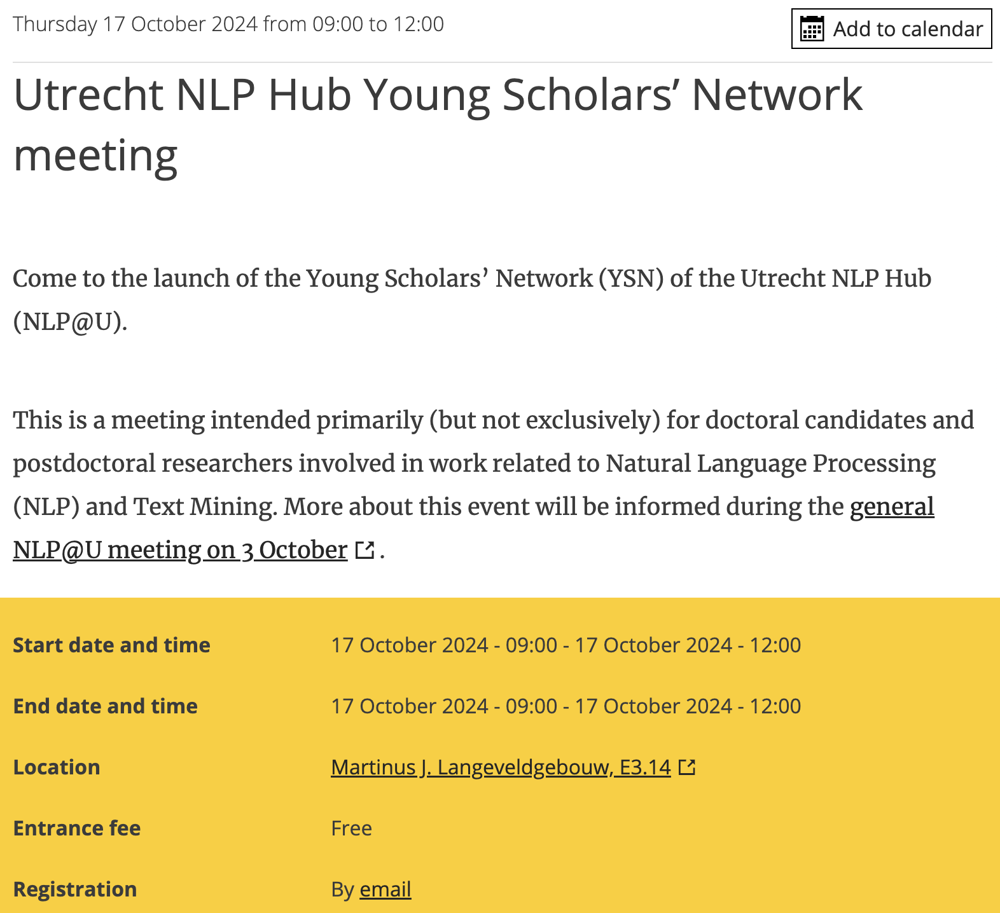 Thursday 17 October 2024 from 09:00 to 12:00
Add to calendar
Utrecht NLP Hub Young Scholars’ Network
meeting
Come to the launch of the Young Scholars’ Network (YSN) of the Utrecht NLP Hub
(NLP@U).
This is a meeting intended primarily (but not exclusively) for doctoral candidates and
postdoctoral researchers involved in work related to Natural Language Processing
(NLP) and Text Mining. More about this event will be informed during the general
NLP@U meeting on 3 October .
Start date and time 17 October 2024 - 09:00 - 17 October 2024 - 12:00
End date and time 17 October 2024 - 09:00 - 17 October 2024 - 12:00
Location Martinus J. Langeveldgebouw, E3.14
Entrance fee Free
Registration By email